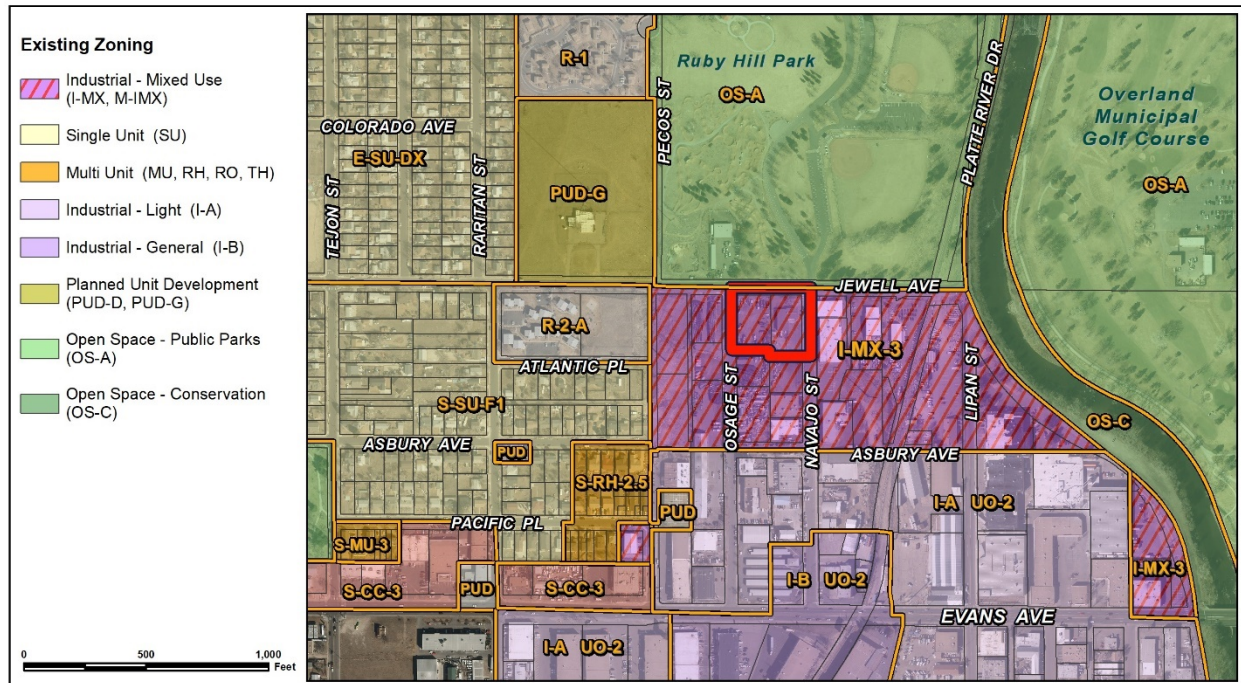 Existing Zoning
Industrial - Mixed Use
(I-MX, M-IMX)
Single Unit (SU)
Multi Unit (MU, RH, RO, TH)
Industrial - Light (I-A)
Industrial - General (I-B)
Planned Unit Development
(PUD-D, PUD-G)
Open Space - Public Parks
(OS-A)
Open Space - Conservation
(OS-C)
0 500 1,000
Feet
R-1
Ruby Hill Park
OS-A
PECOS ST
PLATTE RIVER DR
Overland
Municipal
Golf Course
OS-A
COLORADO AVE
E-SU-DX
TEJON ST
RARITAN ST
PUD-G
JEWELL AVE
R-2-A
ATLANTIC PL
I-MX-3
OSAGE ST
NAVAJO ST
LIPAN ST
S-SU-F1
OS-C
ASBURY AVE
PUD
ASBURY AVE
S-RH-2.5
PUD
I-A UO-2
PACIFIC PL
S-MU-3
I-MX-3
S-CC-3
PUD
S-CC-3
I-B UO-2
EVANS AVE
I-A UO-2